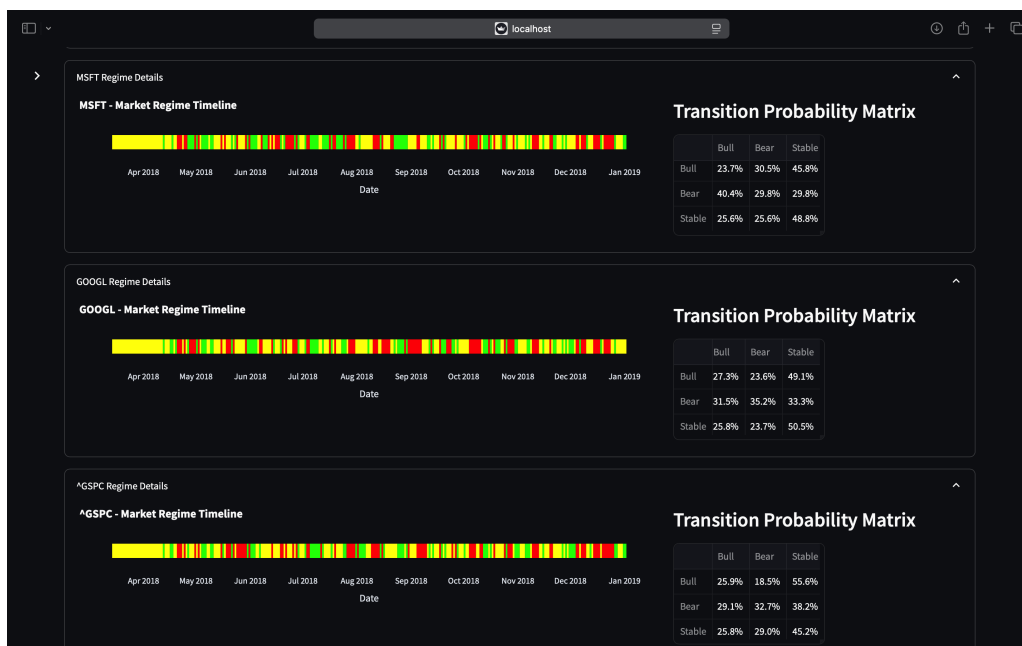 localhost
MSFT Regime Details
MSFT - Market Regime Timeline
Apr 2018 May 2018 Jun 2018 Jul 2018 Aug 2018 Sep 2018 Oct 2018 Nov 2018 Dec 2018 Jan 2019
Date
Transition Probability Matrix
Bull Bear Stable
Bull 23.7% 30.5% 45.8%
Bear 40.4% 29.8% 29.8%
Stable 25.6% 25.6% 48.8%
GOOGL Regime Details
GOOGL - Market Regime Timeline
Apr 2018 May 2018 Jun 2018 Jul 2018 Aug 2018 Sep 2018 Oct 2018 Nov 2018 Dec 2018 Jan 2019
Date
Transition Probability Matrix
Bull Bear Stable
Bull 27.3% 23.6% 49.1%
Bear 31.5% 35.2% 33.3%
Stable 25.8% 23.7% 50.5%
^GSPC Regime Details
^GSPC - Market Regime Timeline
Apr 2018 May 2018 Jun 2018 Jul 2018 Aug 2018 Sep 2018 Oct 2018 Nov 2018 Dec 2018 Jan 2019
Date
Transition Probability Matrix
Bull Bear Stable
Bull 25.9% 18.5% 55.6%
Bear 29.1% 32.7% 38.2%
Stable 25.8% 29.0% 45.2%